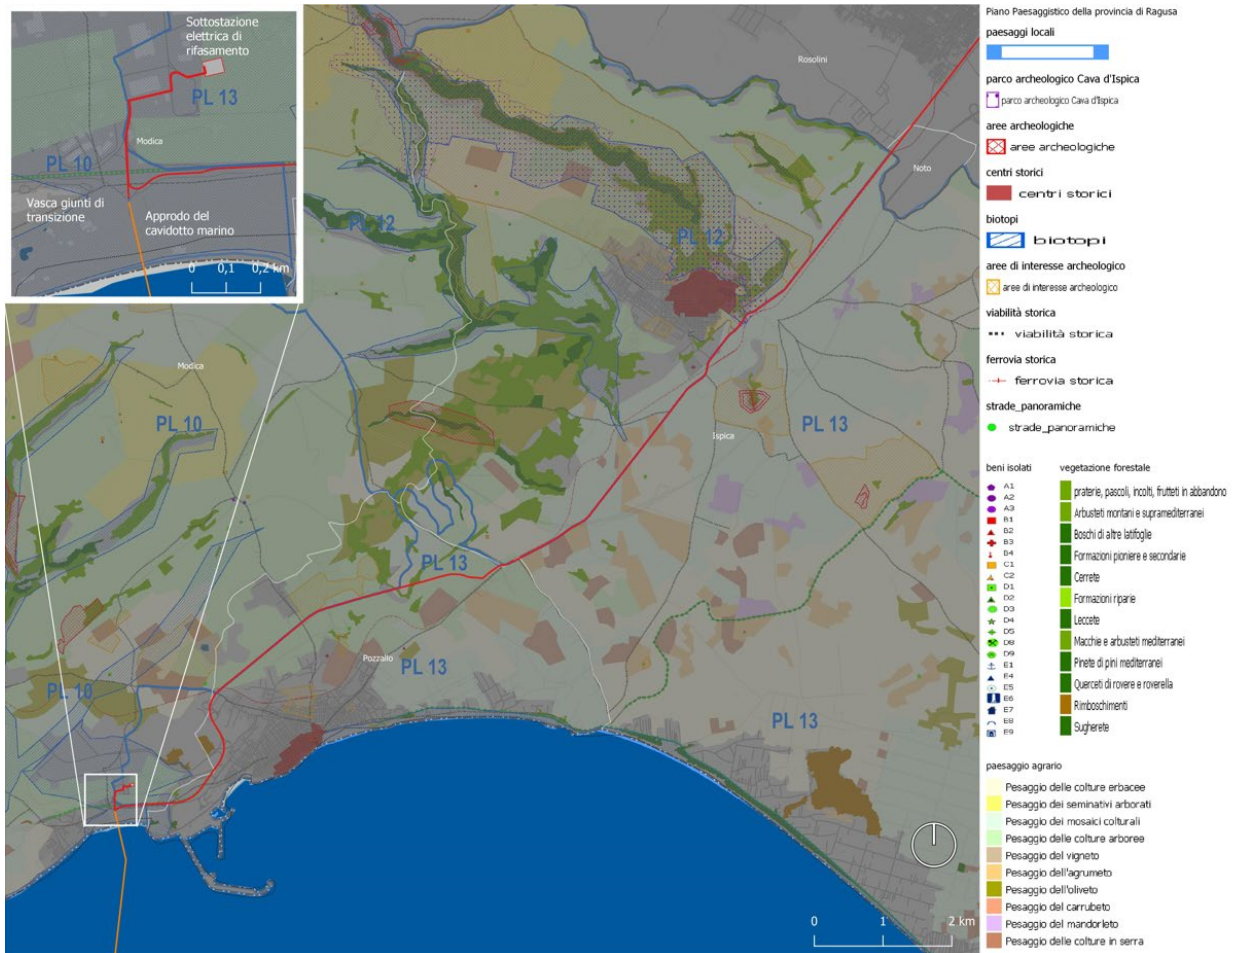 Sottostazione
elettrica di
rifasamento
PL 13
Modica
PL 10
Vasca giunti di
transizione
Approdo del
cavidotto marino
0 0,1 0,2 km
Rosolini
Noto
PL 12
PL 12
Modica
PL 10
PL 13
Ispica
PL 13
Pozzallo
PL 13
PL 10
PL 13
0 1 2 km
Piano Paesaggistico della provincia di Ragusa
paesaggi locali
parco archeologico Cava d'Ispica
parco archeologico Cava d'Ispica
aree archeologiche
aree archeologiche
centri storici
centri storici
biotopi
biotopi
aree di interesse archeologico
aree di interesse archeologico
viabilità storica
viabilità storica
ferrovia storica
ferrovia storica
strade_panoramiche
strade_panoramiche
beni isolati
A1
A2
A3
B1
B2
B3
B4
C1
C2
D1
D2
D3
D4
D5
D8
D9
E1
E4
E5
E6
E7
E8
E9
vegetazione forestale
praterie, pascoli, incolti, frutteti in abbandono
Arbusteti montani e supramediterranei
Boschi di altre latifoglie
Formazioni pioniere e secondarie
Cerrete
Formazioni riparie
Leccete
Macchie e arbusteti mediterranei
Pinete di pini mediterranei
Querceti di rovere e roverella
Rimboschimenti
Sugherete
paesaggio agrario
Pesaggio delle colture erbacee
Paesaggio dei seminativi arborati
Paesaggio dei mosaici colturali
Paesaggio delle colture arboree
Pesaggio del vigneto
Pesaggio dell'agrumeto
Pesaggio dell'oliveto
Pesaggio del carrubeto
Pesaggio del mandorleto
Pesaggio delle colture in serra